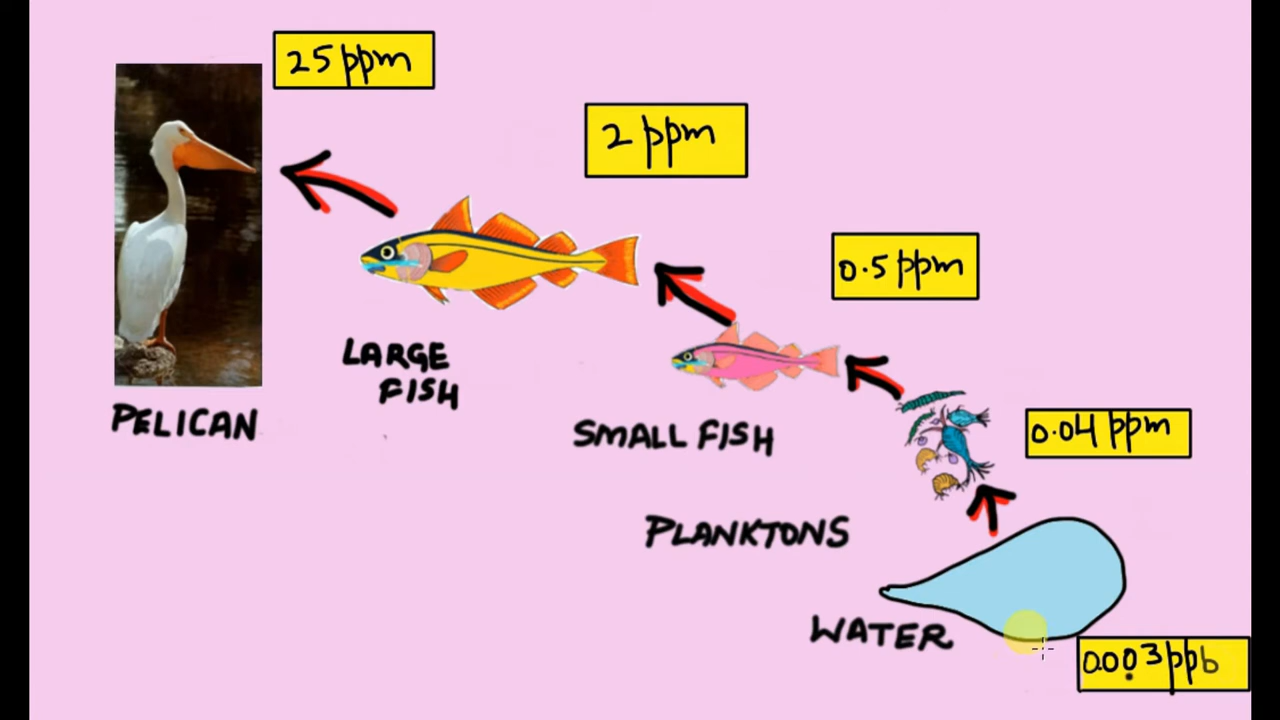 25 ppm
2 ppm
0.5 ppm
LARGE
FISH
PELICAN
SMALL FISH
0.04 ppm
PLANKTONS
WATER
0.003 ppb